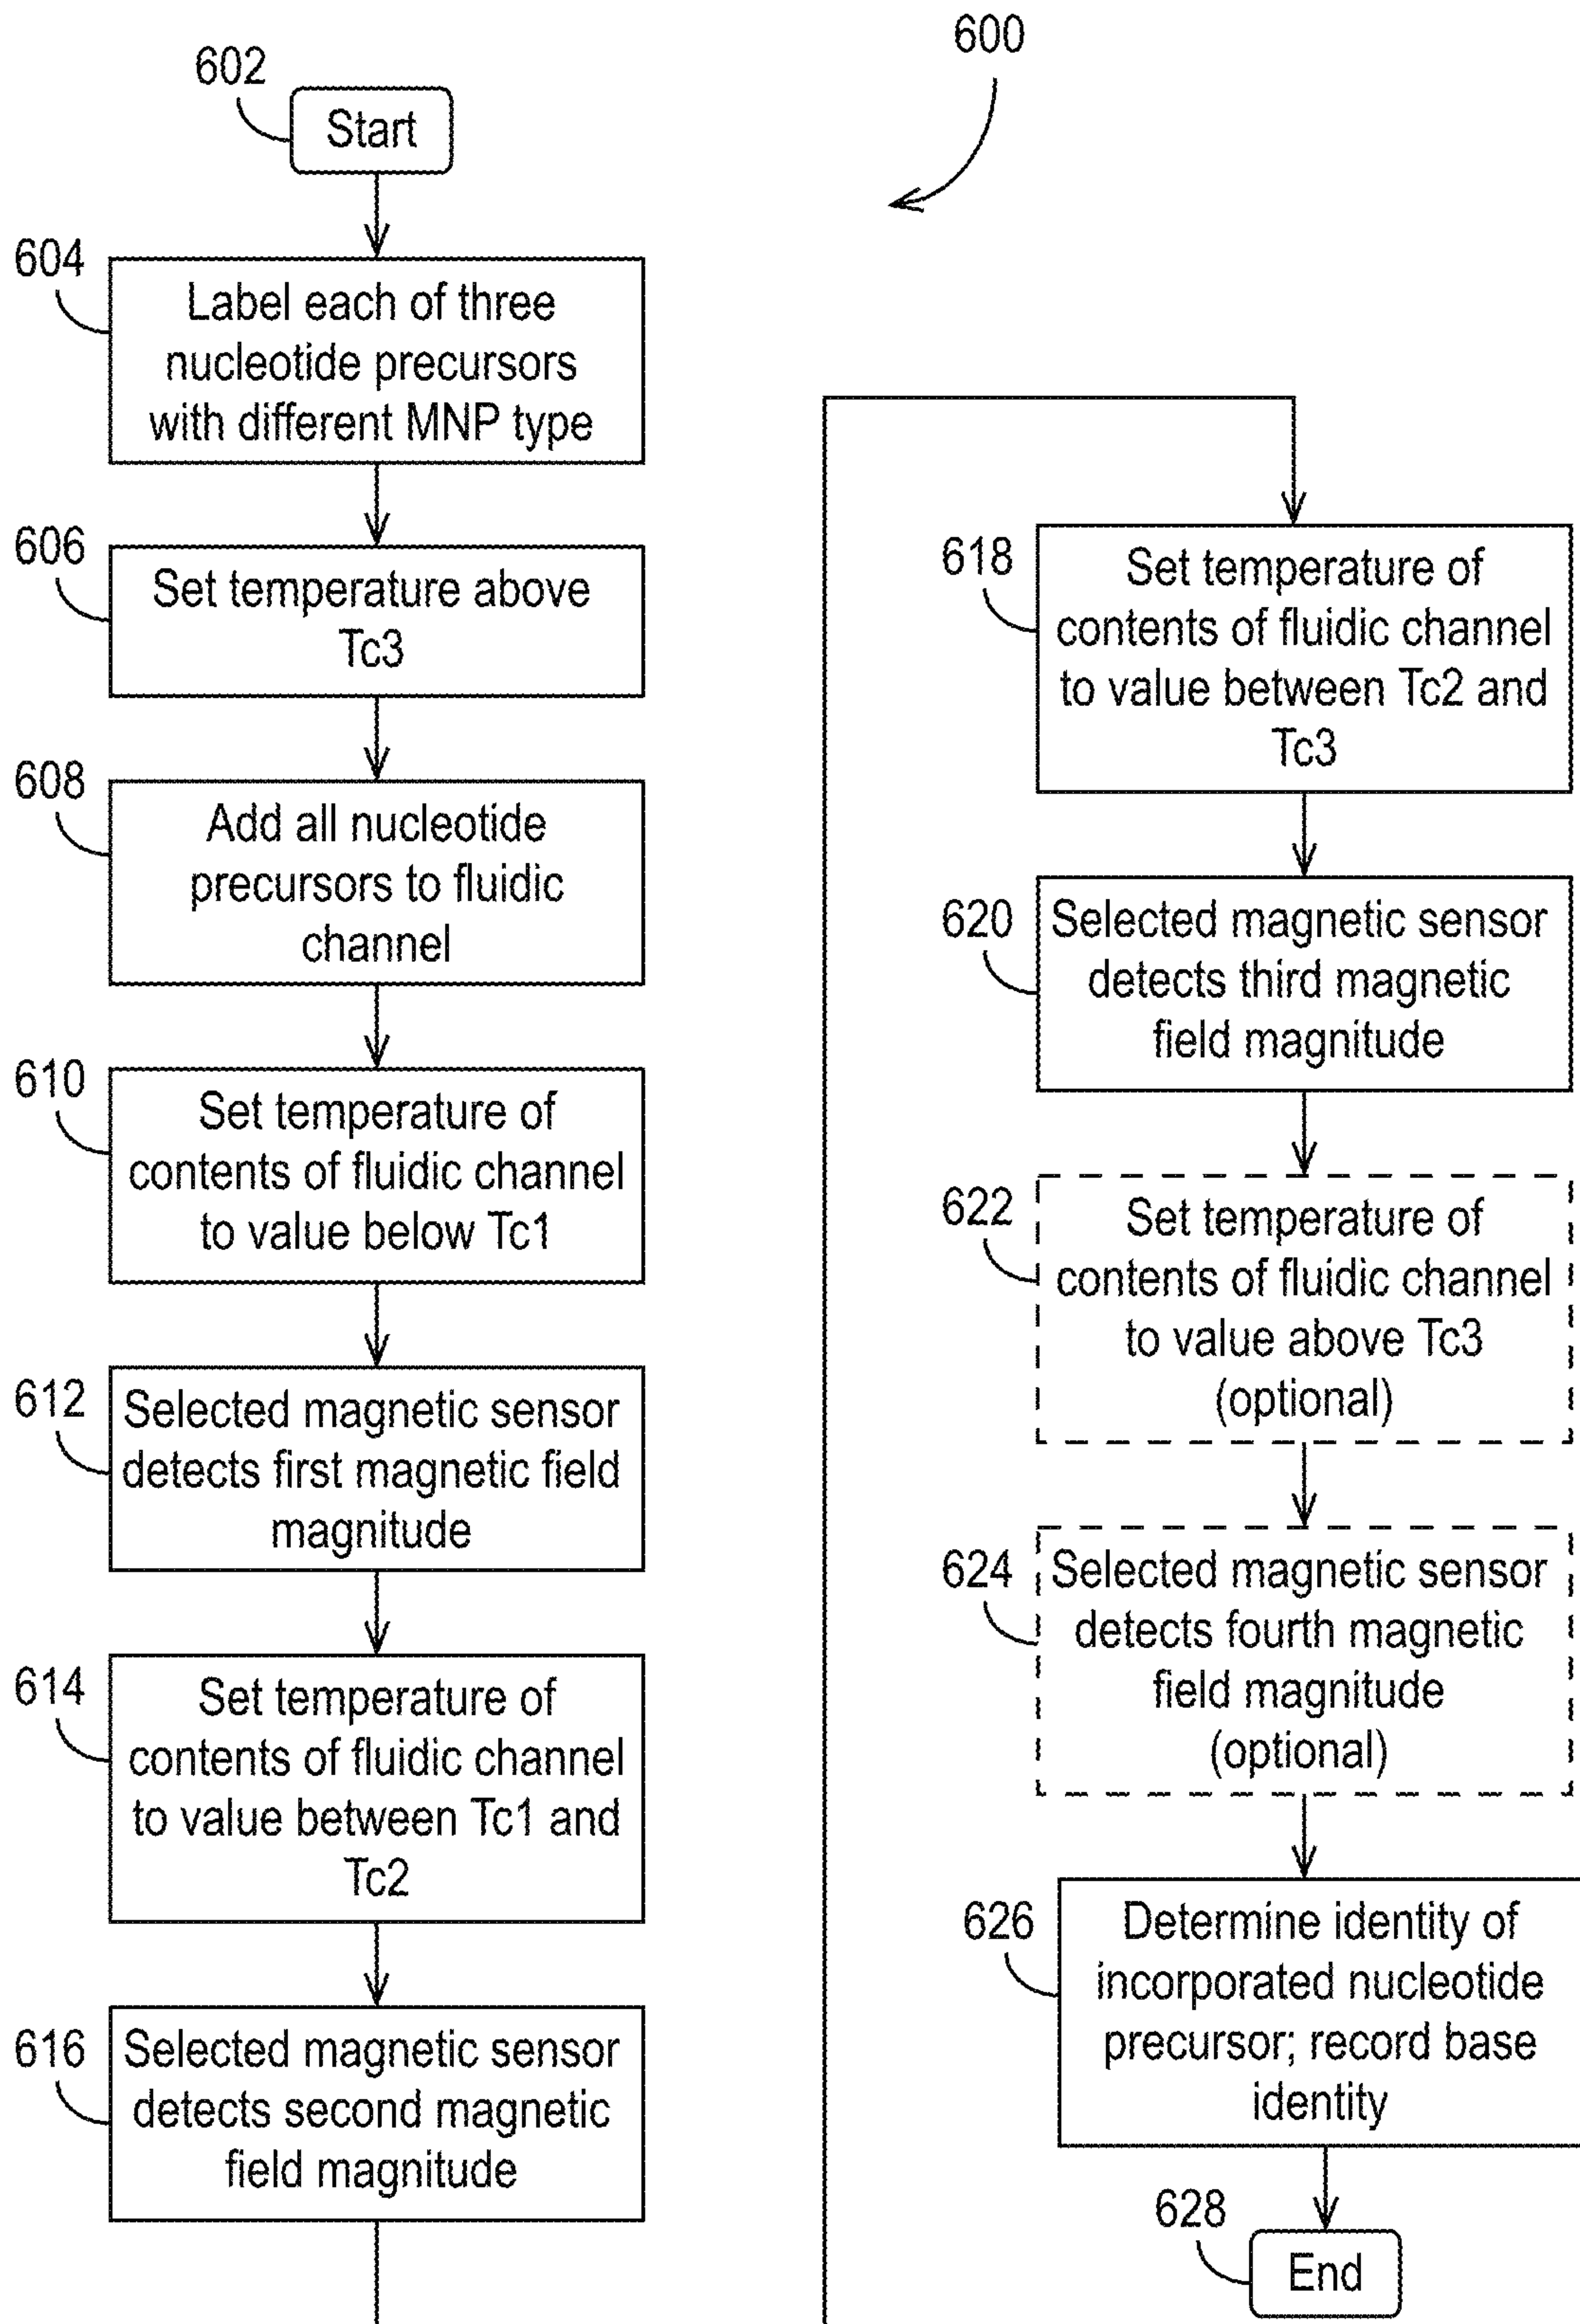 600
602
Start
604
Label each of three
nucleotide precursors
with different MNP type
606
Set temperature above
Tc3
608
Add all nucleotide
precursors to fluidic
channel
610
Set temperature of
contents of fluidic channel
to value below Tc1
612
Selected magnetic sensor
detects first magnetic field
magnitude
614
Set temperature of
contents of fluidic channel
to value between Tc1 and
Tc2
616
Selected magnetic sensor
detects second magnetic
field magnitude
618
Set temperature of
contents of fluidic channel
to value between Tc2 and
Tc3
620
Selected magnetic sensor
detects third magnetic
field magnitude
622
Set temperature of
contents of fluidic channel
to value above Tc3
(optional)
624
Selected magnetic sensor
detects fourth magnetic
field magnitude
(optional)
626
Determine identity of
incorporated nucleotide
precursor; record base
identity
628
End